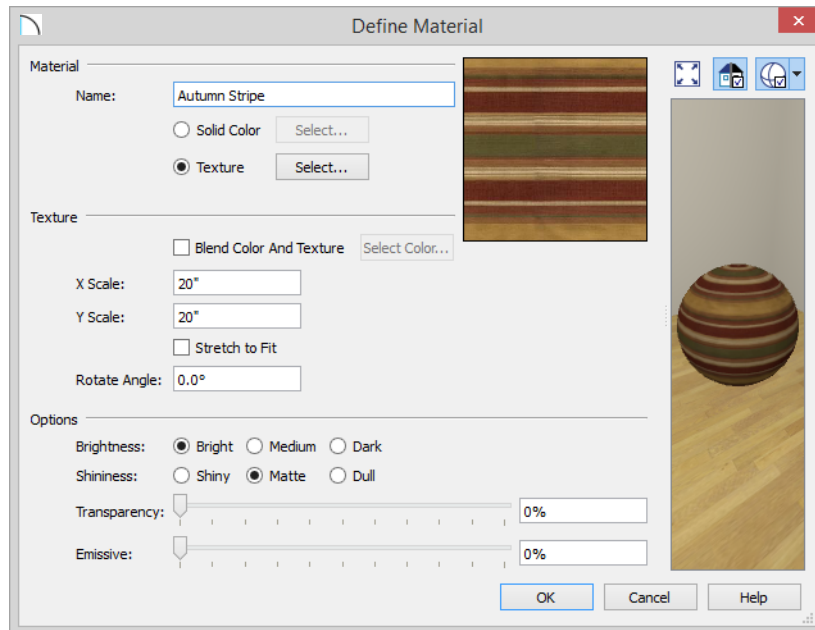 Define Material
Material
Name: Autumn Stripe
Solid Color Select...
Texture Select...
Texture
Blend Color And Texture Select Color...
X Scale: 20"
Y Scale: 20"
Stretch to Fit
Rotate Angle: 0.0°
Options
Brightness: Bright Medium Dark
Shininess: Shiny Matte Dull
Transparency: 0%
Emissive: 0%
OK Cancel Help